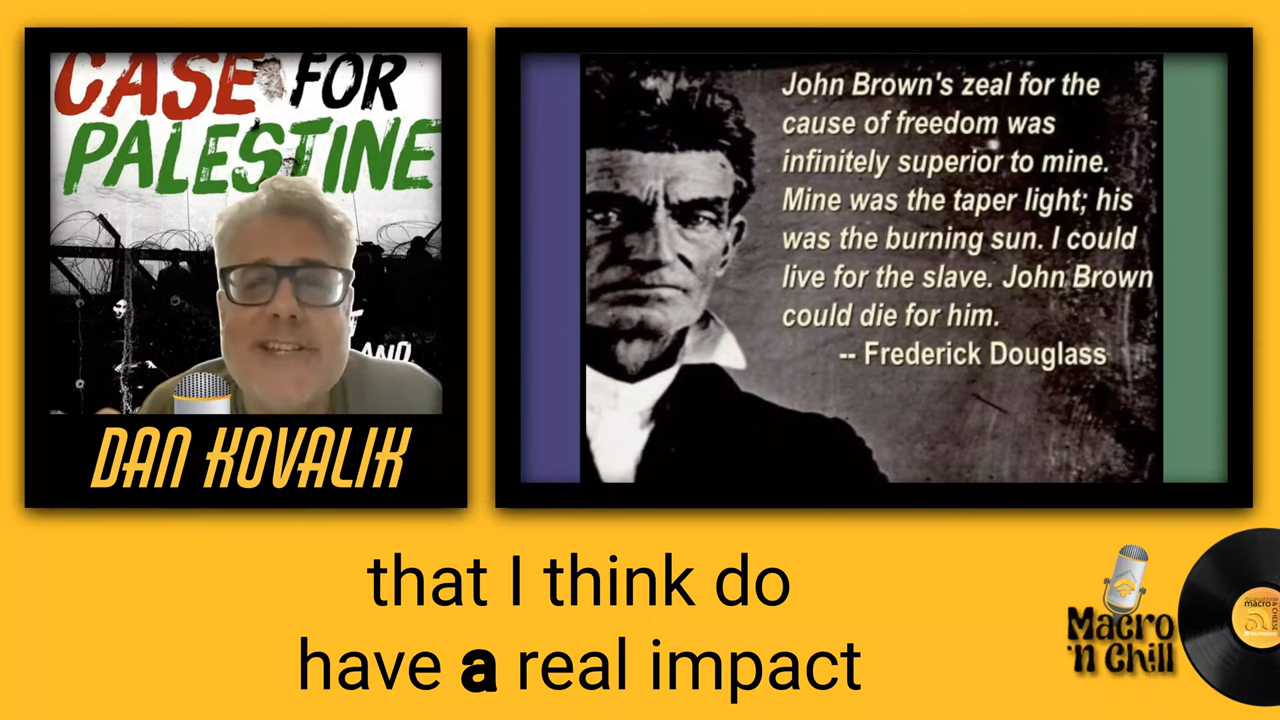 CASE FOR
PALESTINE
AND
DAN KOVALIK
John Brown's zeal for the
cause of freedom was
infinitely superior to mine.
Mine was the taper light; his
was the burning sun. I could
live for the slave. John Brown
could die for him.
-- Frederick Douglass
that I think do
have a real impact
Macro
'n Chill
macro
& CHEESE